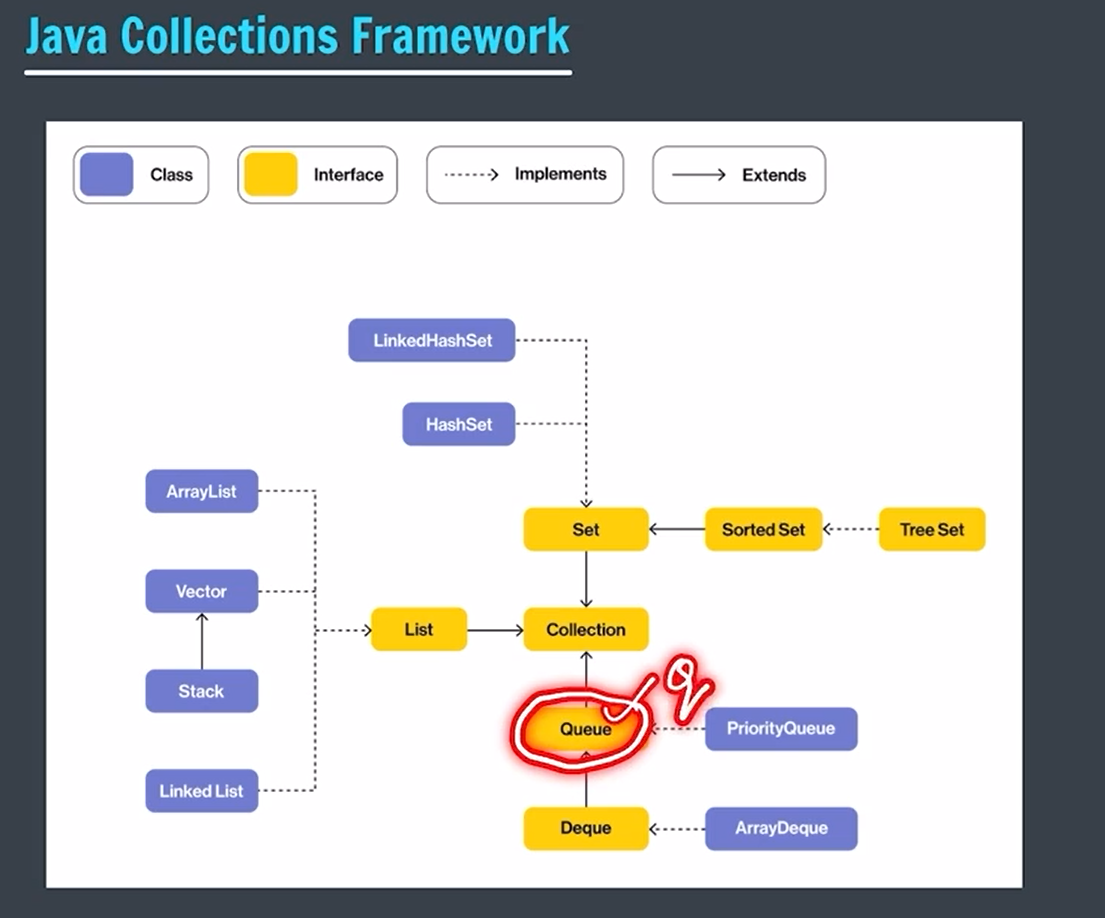 Java Collections Framework
Class
Interface
Implements
Extends
LinkedHashSet
HashSet
ArrayList
Set
Sorted Set
Tree Set
Vector
List
Collection
Stack
Queue
PriorityQueue
Linked List
Deque
ArrayDeque